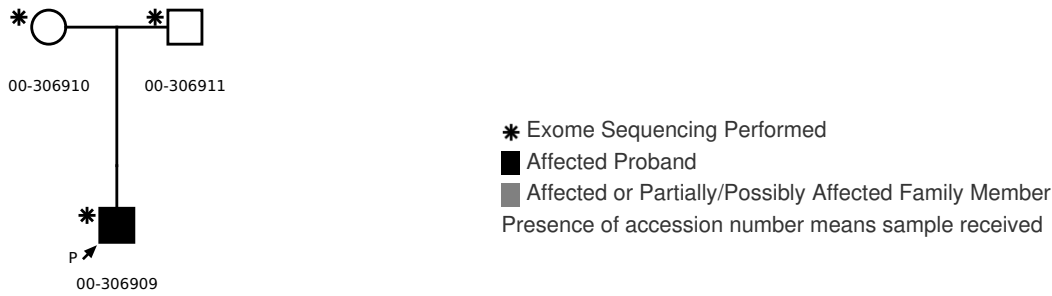 00-306910 00-306911
✱ Exome Sequencing Performed
Affected Proband
Affected or Partially/Possibly Affected Family Member
Presence of accession number means sample received
P
00-306909